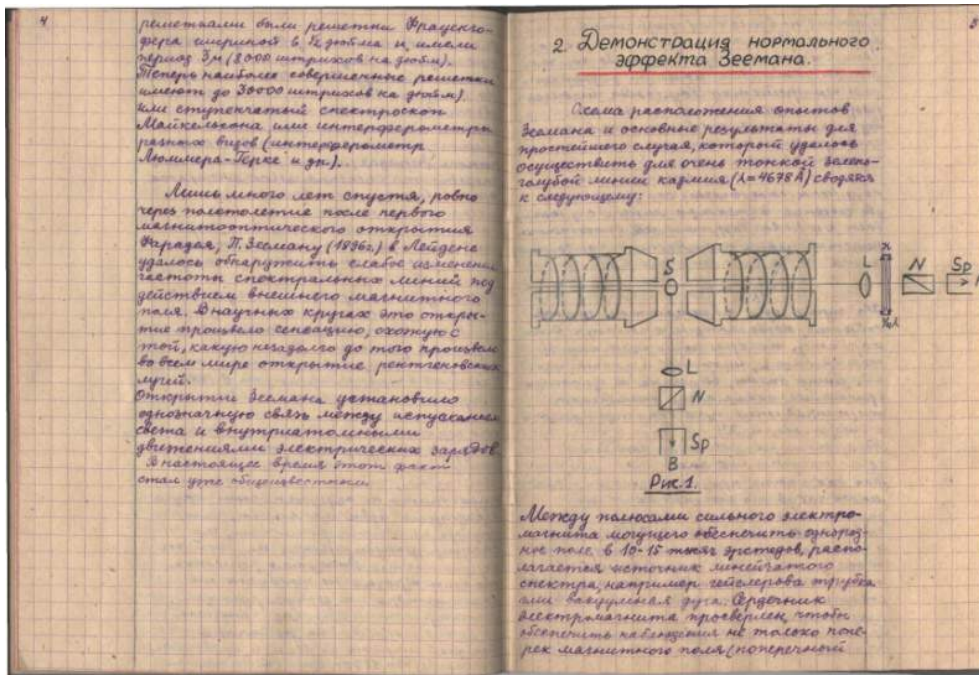 4
решетками были решетки Фраунго-
фера шириной в 1 дюйма и имели
период 3м (8000 штрихов на дюйм).
Теперь наиболее совершенные решетки
имеют до 30000 штрихов на дюйм).
или ступенчатый спектроскоп
Майкельсона или интерферометры
разных видов (интерферометр
Люммера-Герке и др.).
Лишь много лет спустя, ровно
через полстолетие после первого
магнитооптического открытия
Фарадея, П. Зееману (1896г.) в Лейдене
удалось обнаружить слабое изменение
частоты спектральных линий под
действием внешнего магнитного
поля. В научных кругах это откры-
тие произвело сенсацию, схожую с
той, какую незадолго до того произвело
во всем мире открытие рентгеновских
лучей.
Открытие Зеемана установило
однозначную связь между испусканием
света и внутриатомными
движениями электрических зарядов.
В настоящее время этот факт
стал уже общеизвестным.
2. Демонстрация нормального
эффекта Зеемана.
Схема расположения опытов
Зеемана и основные результаты для
простейшего случая, который удалось
осуществить для очень тонкой зелено-
голубой линии кадмия (λ=4678Å) сводятся
к следующему:
S
L
N
Sp
L
N
Sp
B
Рис.1.
Между полюсами сильного электро-
магнита могущего обеспечить однород-
ное поле в 10-15 тысяч эрстедов, распо-
лагается источник линейчатого
спектра, например гейслерова трубка
или вакуумная дуга. Сердечник
электромагнита просверлен, чтобы
обеспечить наблюдения не только попе-
рек магнитного поля (поперечный